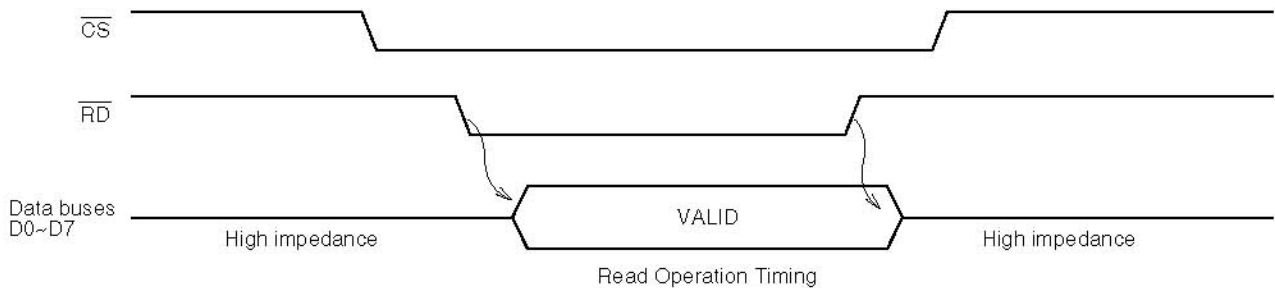 CS
RD
Data buses
D0~D7
VALID
High impedance
High impedance
Read Operation Timing